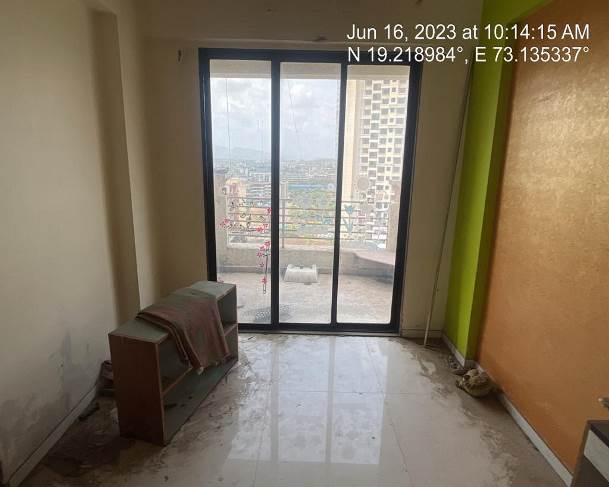 Jun 16, 2023 at 10:14:15 AM
N 19.218984°, E 73.135337°